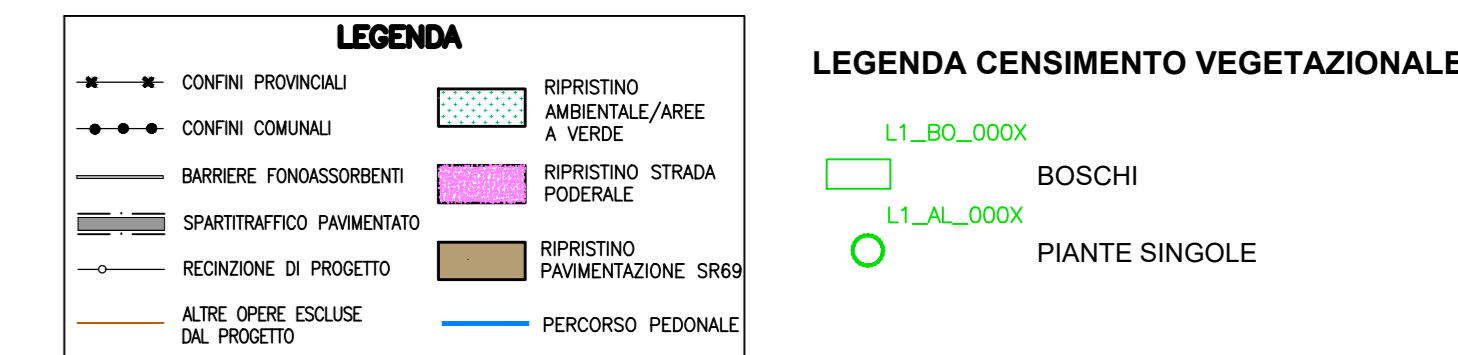 LEGENDA
CONFINI PROVINCIALI
CONFINI COMUNALI
BARRIERE FONOASSORBENTI
SPARTITRAFFICO PAVIMENTATO
RECINZIONE DI PROGETTO
ALTRE OPERE ESCLUSE
DAL PROGETTO
RIPRISTINO
AMBIENTALE/AREE
A VERDE
RIPRISTINO STRADA
PODERALE
RIPRISTINO
PAVIMENTAZIONE SR69
PERCORSO PEDONALE
LEGENDA CENSIMENTO VEGETAZIONALE
L1_BO_000X
BOSCHI
L1_AL_000X
PIANTE SINGOLE